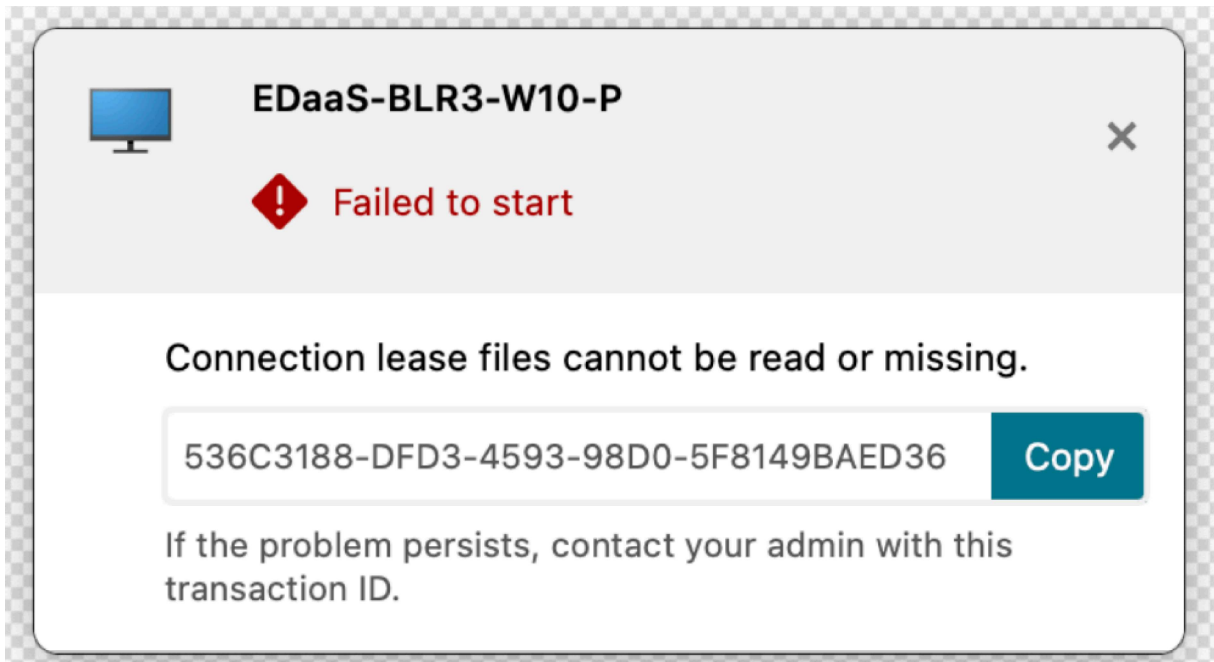 EDaaS-BLR3-W10-P
Failed to start
Connection lease files cannot be read or missing.
536C3188-DFD3-4593-98D0-5F8149BAED36
Copy
If the problem persists, contact your admin with this
transaction ID.